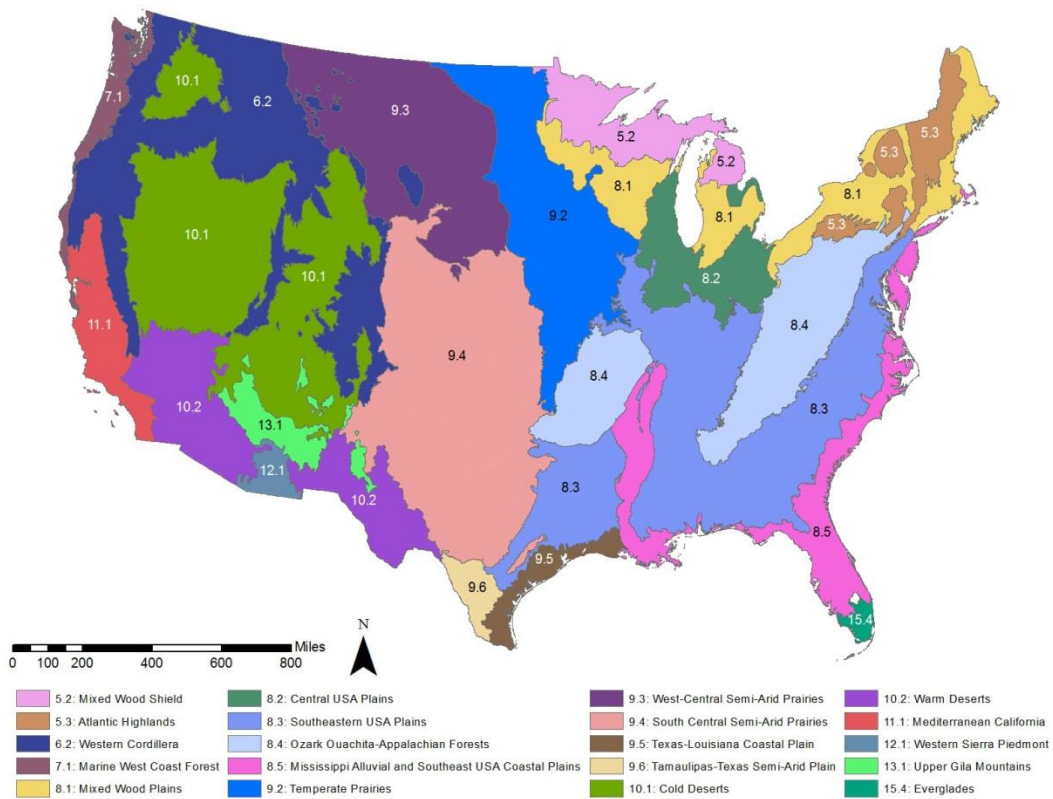 10.1
7.1
6.2
9.3
5.2
5.2
5.3
5.3
8.1
8.1
8.1
5.3
9.2
10.1
10.1
8.2
11.1
9.4
8.4
8.4
10.2
13.1
8.3
12.1
10.2
8.3
8.5
9.5
9.6
15.4
N
Miles
0 100 200 400 600 800
5.2: Mixed Wood Shield
5.3: Atlantic Highlands
6.2: Western Cordillera
7.1: Marine West Coast Forest
8.1: Mixed Wood Plains
8.2: Central USA Plains
8.3: Southeastern USA Plains
8.4: Ozark Ouachita-Appalachian Forests
8.5: Mississippi Alluvial and Southeast USA Coastal Plains
9.2: Temperate Prairies
9.3: West-Central Semi-Arid Prairies
9.4: South Central Semi-Arid Prairies
9.5: Texas-Louisiana Coastal Plain
9.6: Tamaulipas-Texas Semi-Arid Plain
10.1: Cold Deserts
10.2: Warm Deserts
11.1: Mediterranean California
12.1: Western Sierra Piedmont
13.1: Upper Gila Mountains
15.4: Everglades